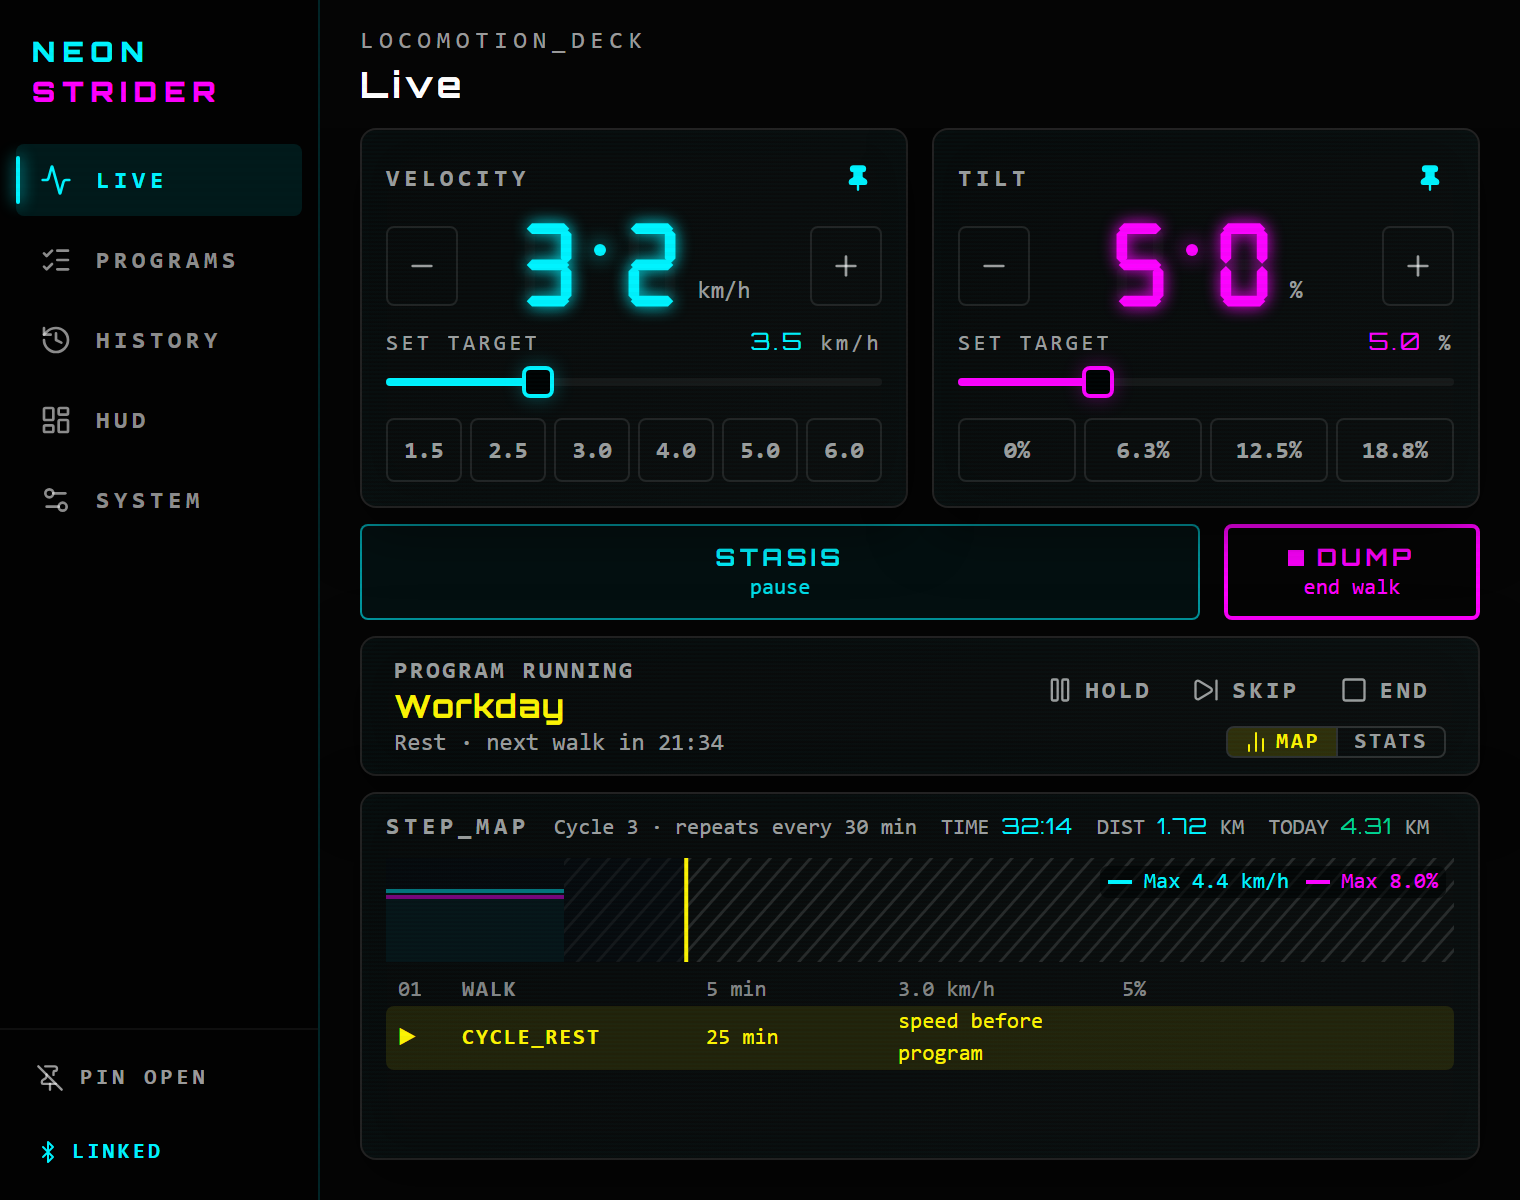 NEON
STRIDER
LIVE
PROGRAMS
HISTORY
HUD
SYSTEM
PIN OPEN
LINKED
LOCOMOTION_DECK
Live
VELOCITY
3.2 km/h
SET TARGET 3.5 km/h
1.5 2.5 3.0 4.0 5.0 6.0
TILT
5.0 %
SET TARGET 5.0 %
0% 6.3% 12.5% 18.8%
STASIS
pause
DUMP
end walk
PROGRAM RUNNING
Workday
Rest · next walk in 21:34
HOLD SKIP END
MAP STATS
STEP_MAP Cycle 3 · repeats every 30 min TIME 32:14 DIST 1.72 KM TODAY 4.31 KM
Max 4.4 km/h Max 8.0%
01 WALK 5 min 3.0 km/h 5%
CYCLE_REST 25 min speed before
program